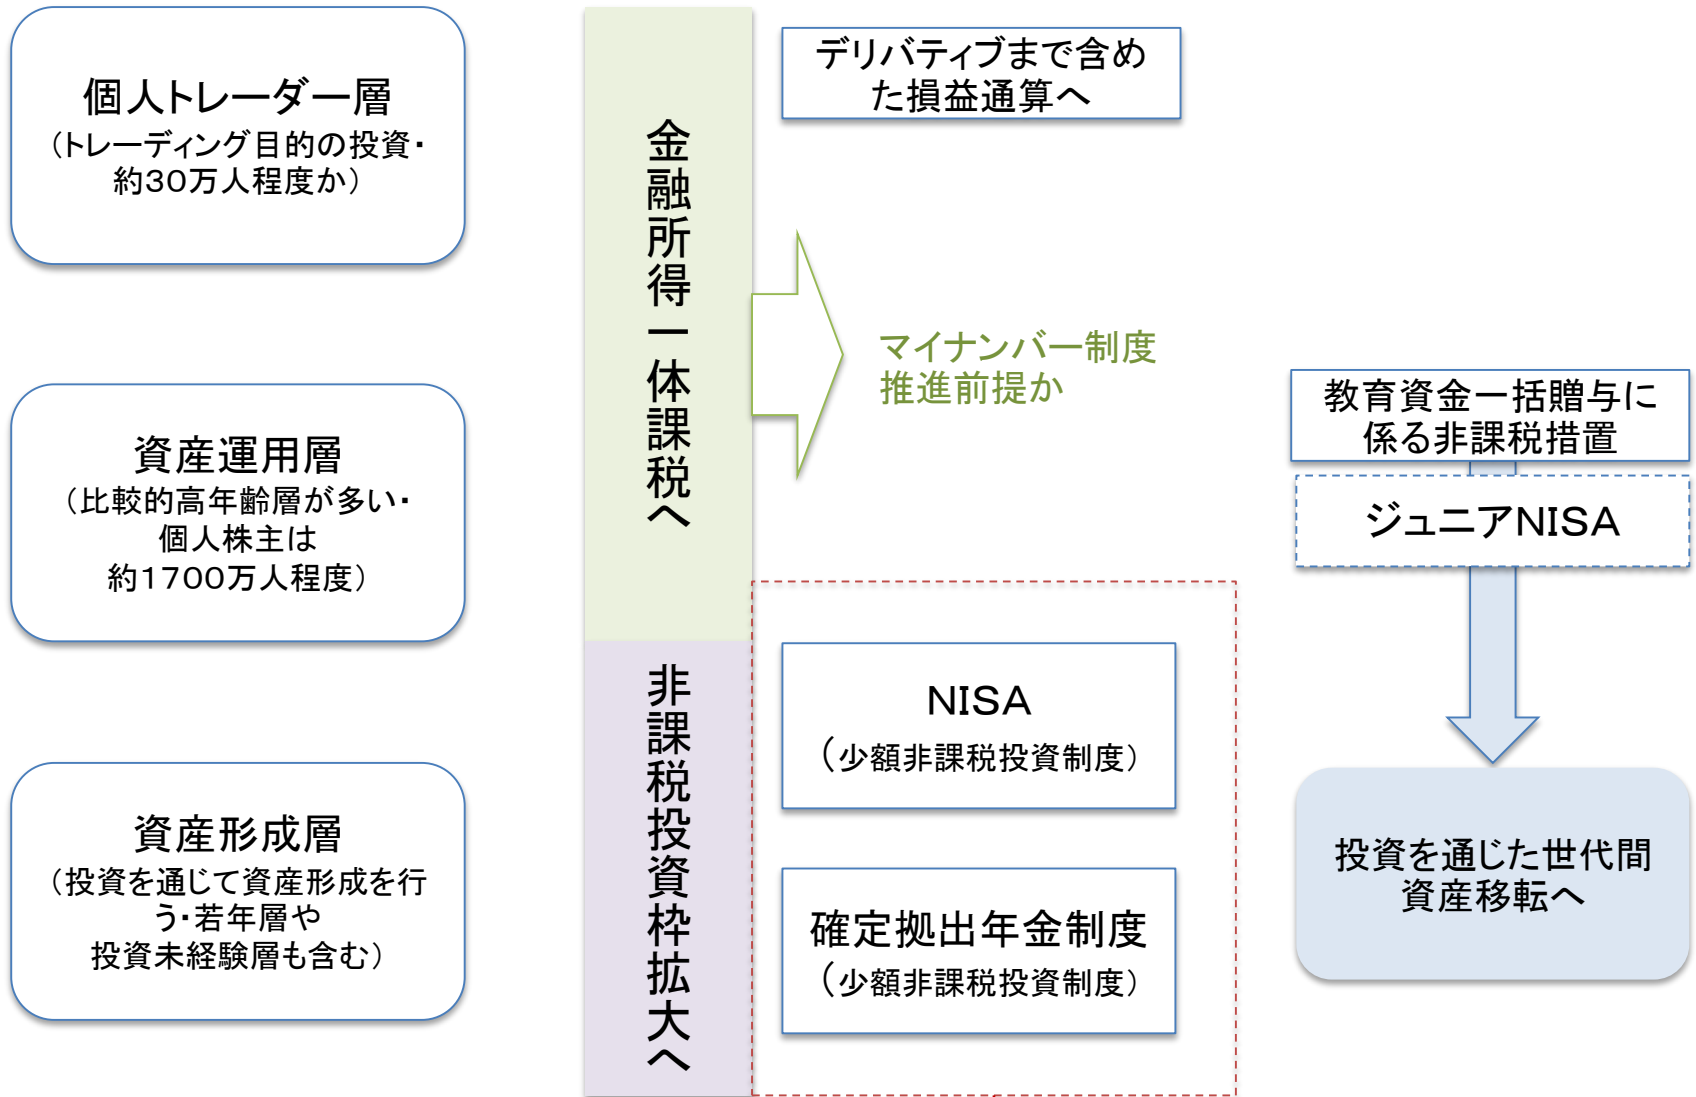 個人トレーダー層
（トレーディング目的の投資・
約３０万人程度か）
資産運用層
（比較的高年齢層が多い・
個人株主は
約１７００万人程度）
資産形成層
（投資を通じて資産形成を行
う・若年層や
投資未経験層も含む）
金融所得一体課税へ
非課税投資枠拡大へ
デリバティブまで含め
た損益通算へ
マイナンバー制度
推進前提か
NISA
（少額非課税投資制度）
確定拠出年金制度
（少額非課税投資制度）
教育資金一括贈与に
係る非課税措置
ジュニアNISA
投資を通じた世代間
資産移転へ